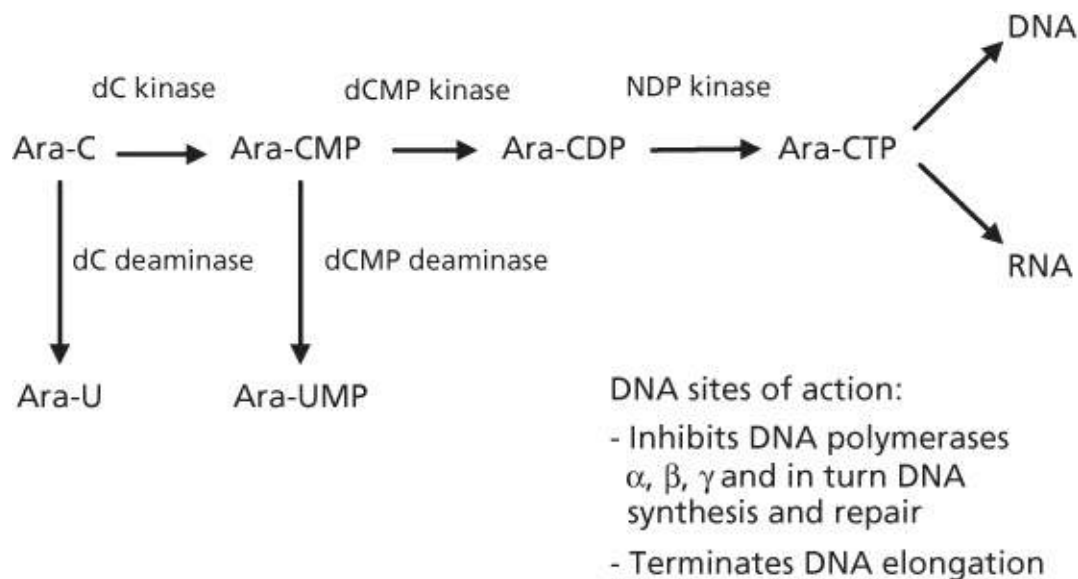 DNA
dC kinase
dCMP kinase
NDP kinase
Ara-C
Ara-CMP
Ara-CDP
Ara-CTP
dC deaminase
dCMP deaminase
RNA
Ara-U
Ara-UMP
DNA sites of action:
- Inhibits DNA polymerases
α, β, γ and in turn DNA
synthesis and repair
- Terminates DNA elongation